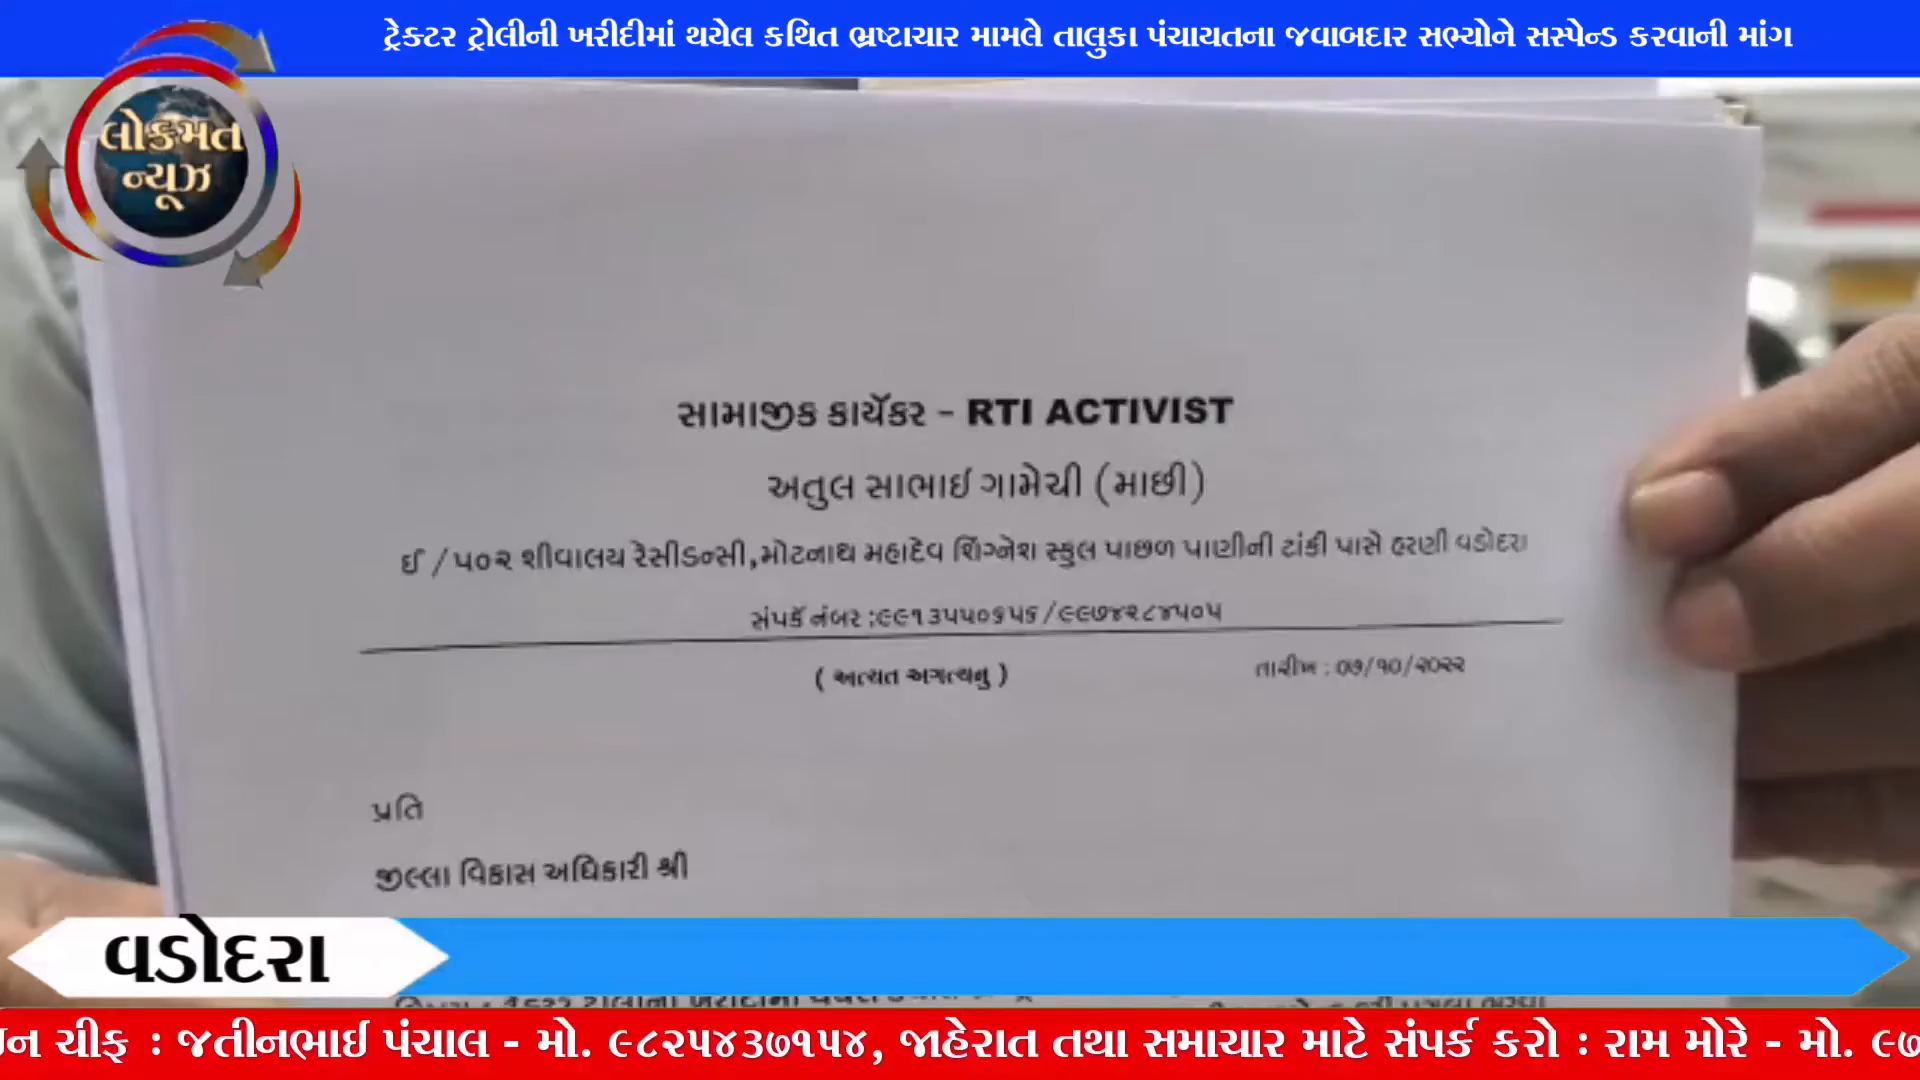 ટ્રેક્ટર ટ્રોલીની ખરીદીમાં થયેલ કથિત ભ્રષ્ટાચાર મામલે તાલુકા પંચાયતના જવાબદાર સભ્યોને સસ્પેન્ડ કરવાની માંગ
લોકમત
ન્યૂઝ
સામાજીક કાર્યકર - RTI ACTIVIST
અતુલ સાભાઇ ગામેચી (માછી)
ઈ / ૫૦૨ શીવાલય રેસીડન્સી,મોટનાથ મહાદેવ શિગ્નેશ સ્કુલ પાછળ પાણીની ટાંકી પાસે હરણી વડોદરા
સંપર્ક નંબર :૯૯૧૩૫૫૦૬૫૬/૯૯૭૪૨૮૪૫૦૫
( અત્યત અગત્યનુ )
તારીખ : ૦૭/૧૦/૨૦૨૨
પ્રતિ
જીલ્લા વિકાસ અધિકારી શ્રી
વડોદરા
ચીફ : જતીનભાઈ પંચાલ - મો. ૯૮૨૫૪૩૭૧૫૪, જાહેરાત તથા સમાચાર માટે સંપર્ક કરો : રામ મોરે - મો. ૯૭